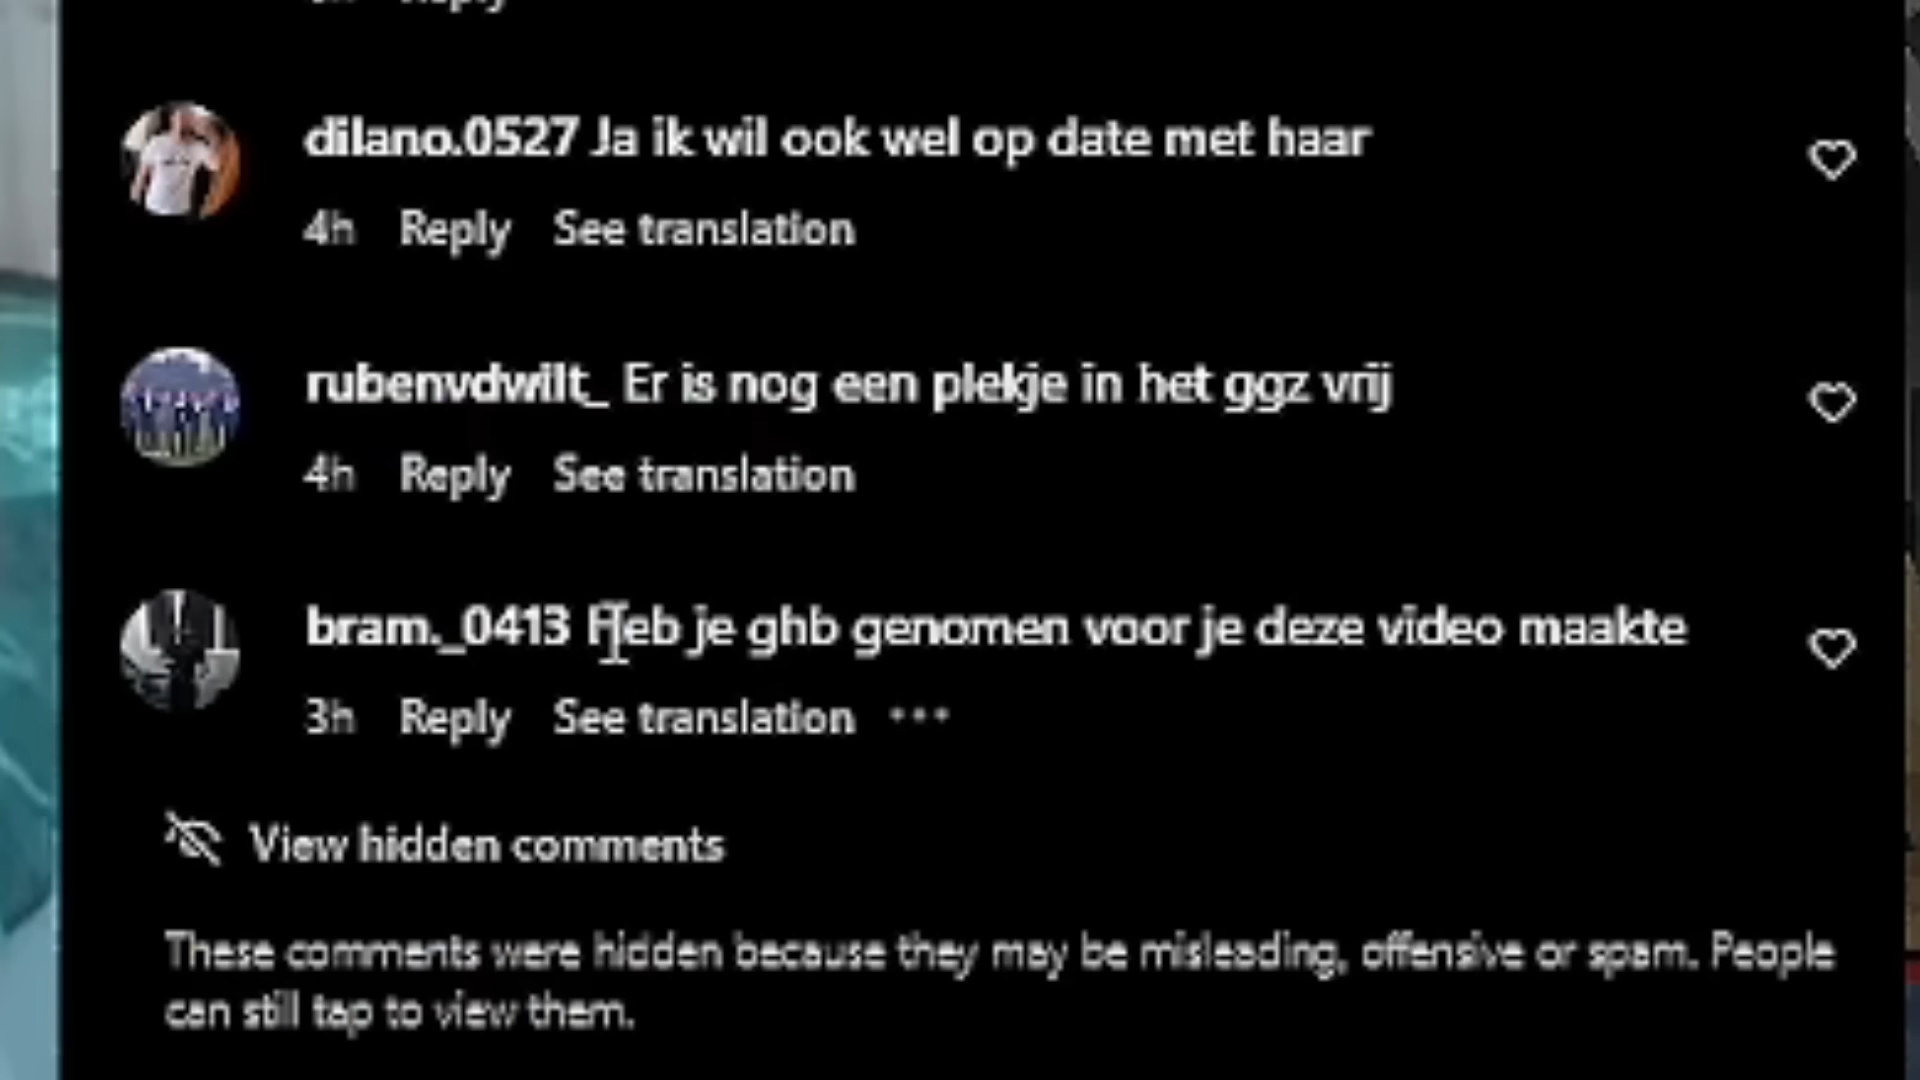 Reply
dilano.0527 Ja ik wil ook wel op date met haar
4h Reply See translation
rubenvdwilt_ Er is nog een plekje in het ggz vrij
4h Reply See translation
bram._0413 Heb je ghb genomen voor je deze video maakte
3h Reply See translation •••
View hidden comments
These comments were hidden because they may be misleading, offensive or spam. People
can still tap to view them.